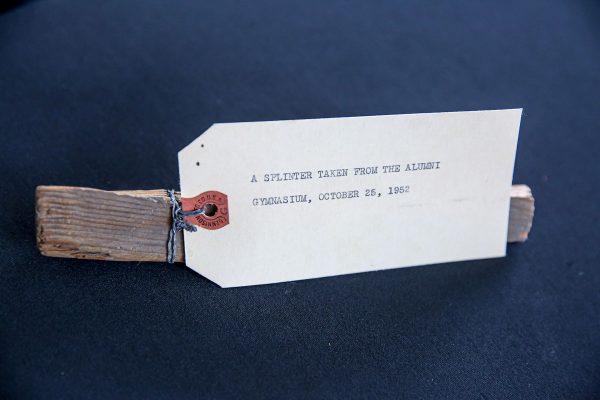 A SPLINTER TAKEN FROM THE ALUMNI
GYMNASIUM, OCTOBER 25, 1952